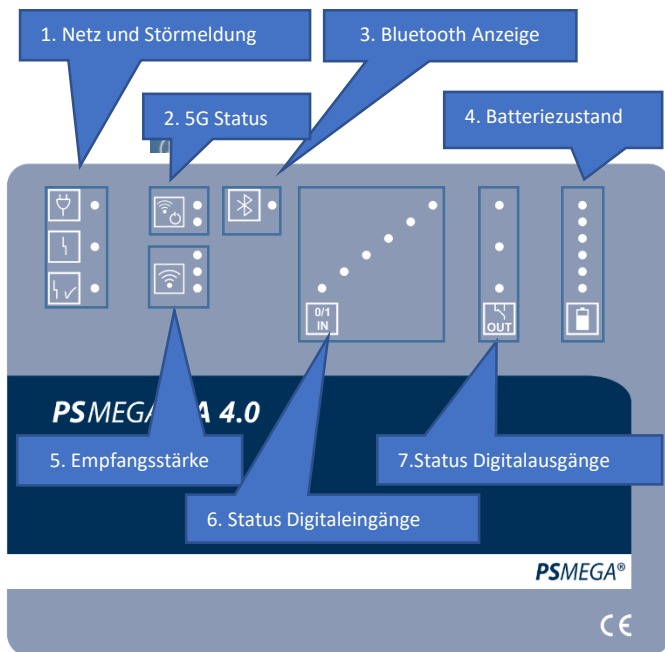 1. Netz und Störmeldung
3. Bluetooth Anzeige
2. 5G Status
4. Batteriezustand
0/1
IN
OUT
4.0
5. Empfangsstärke
7.Status Digitalausgänge
6. Status Digitaleingänge
PSMEGA®
CE